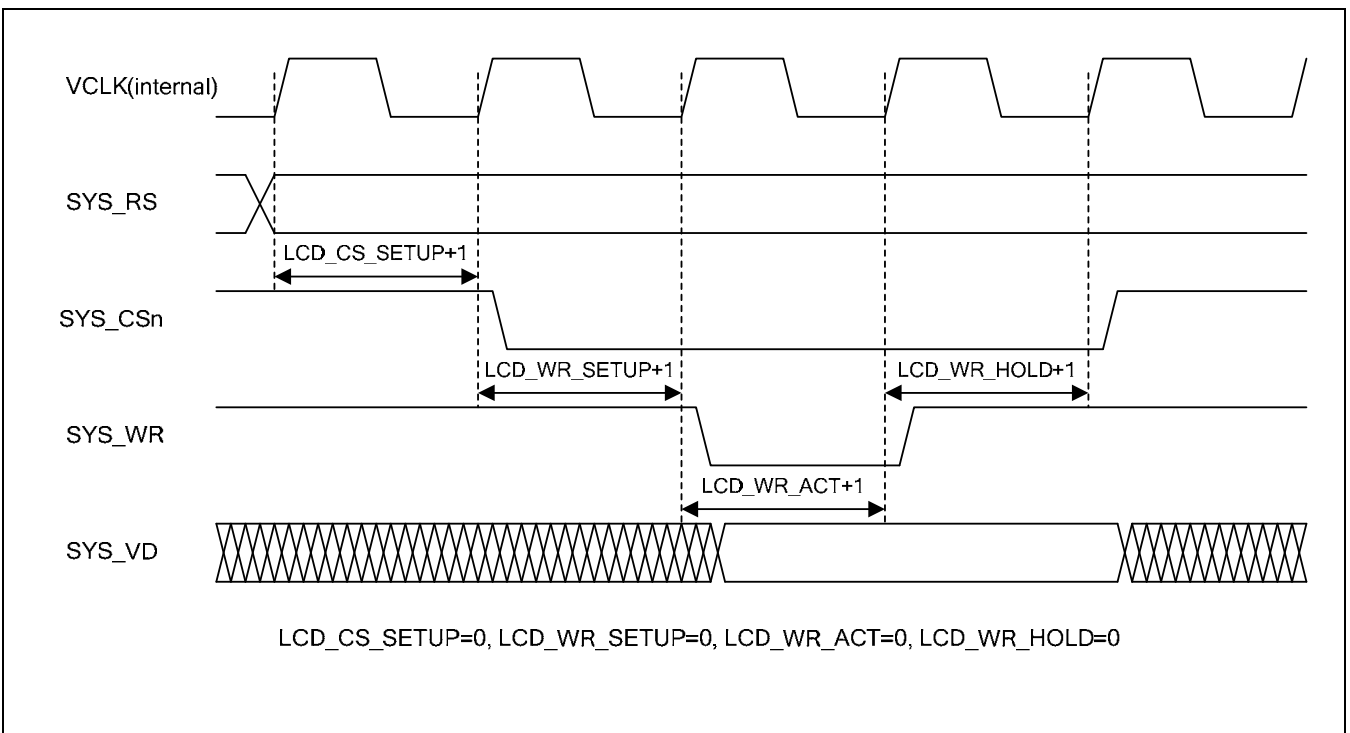 VCLK(internal)
SYS_RS
LCD_CS_SETUP+1
SYS_CSn
LCD_WR_SETUP+1
LCD_WR_HOLD+1
SYS_WR
LCD_WR_ACT+1
SYS_VD
LCD_CS_SETUP=0, LCD_WR_SETUP=0, LCD_WR_ACT=0, LCD_WR_HOLD=0